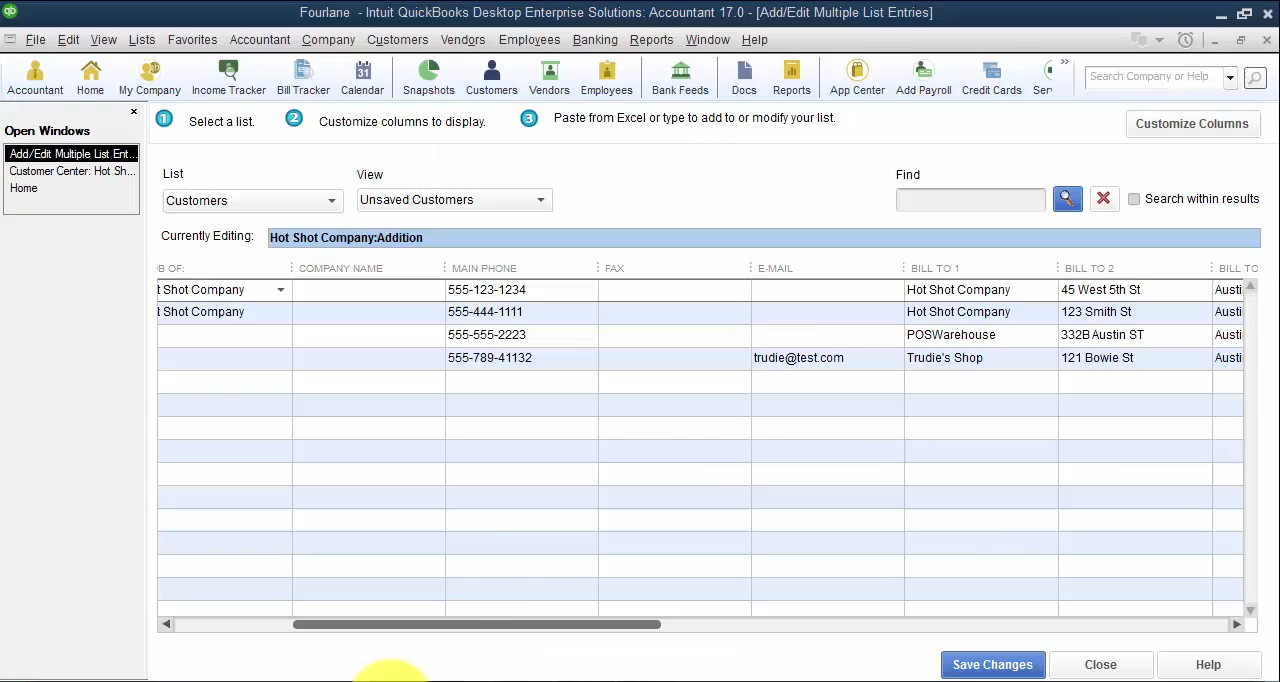 Fourlane - Intuit QuickBooks Desktop Enterprise Solutions: Accountant 17.0 - [Add/Edit Multiple List Entries]
File Edit View Lists Favorites Accountant Company Customers Vendors Employees Banking Reports Window Help
Accountant Home My Company Income Tracker Bill Tracker Calendar Snapshots Customers Vendors Employees Bank Feeds Docs Reports App Center Add Payroll Credit Cards Ser
31
Search Company or Help
Open Windows
Add/Edit Multiple List Ent...
Customer Center: Hot Sh...
Home
1 Select a list. 2 Customize columns to display. 3 Paste from Excel or type to add to or modify your list.
Customize Columns
List View Find
Customers Unsaved Customers Search within results
Currently Editing: Hot Shot Company:Addition
B OF: COMPANY NAME MAIN PHONE FAX E-MAIL BILL TO 1 BILL TO 2 BILL TO
t Shot Company 555-123-1234 Hot Shot Company 45 West 5th St Austi
t Shot Company 555-444-1111 Hot Shot Company 123 Smith St Austi
555-555-2223 POSWarehouse 332B Austin ST Austi
555-789-41132 trudie@test.com Trudie's Shop 121 Bowie St Austi
Save Changes Close Help